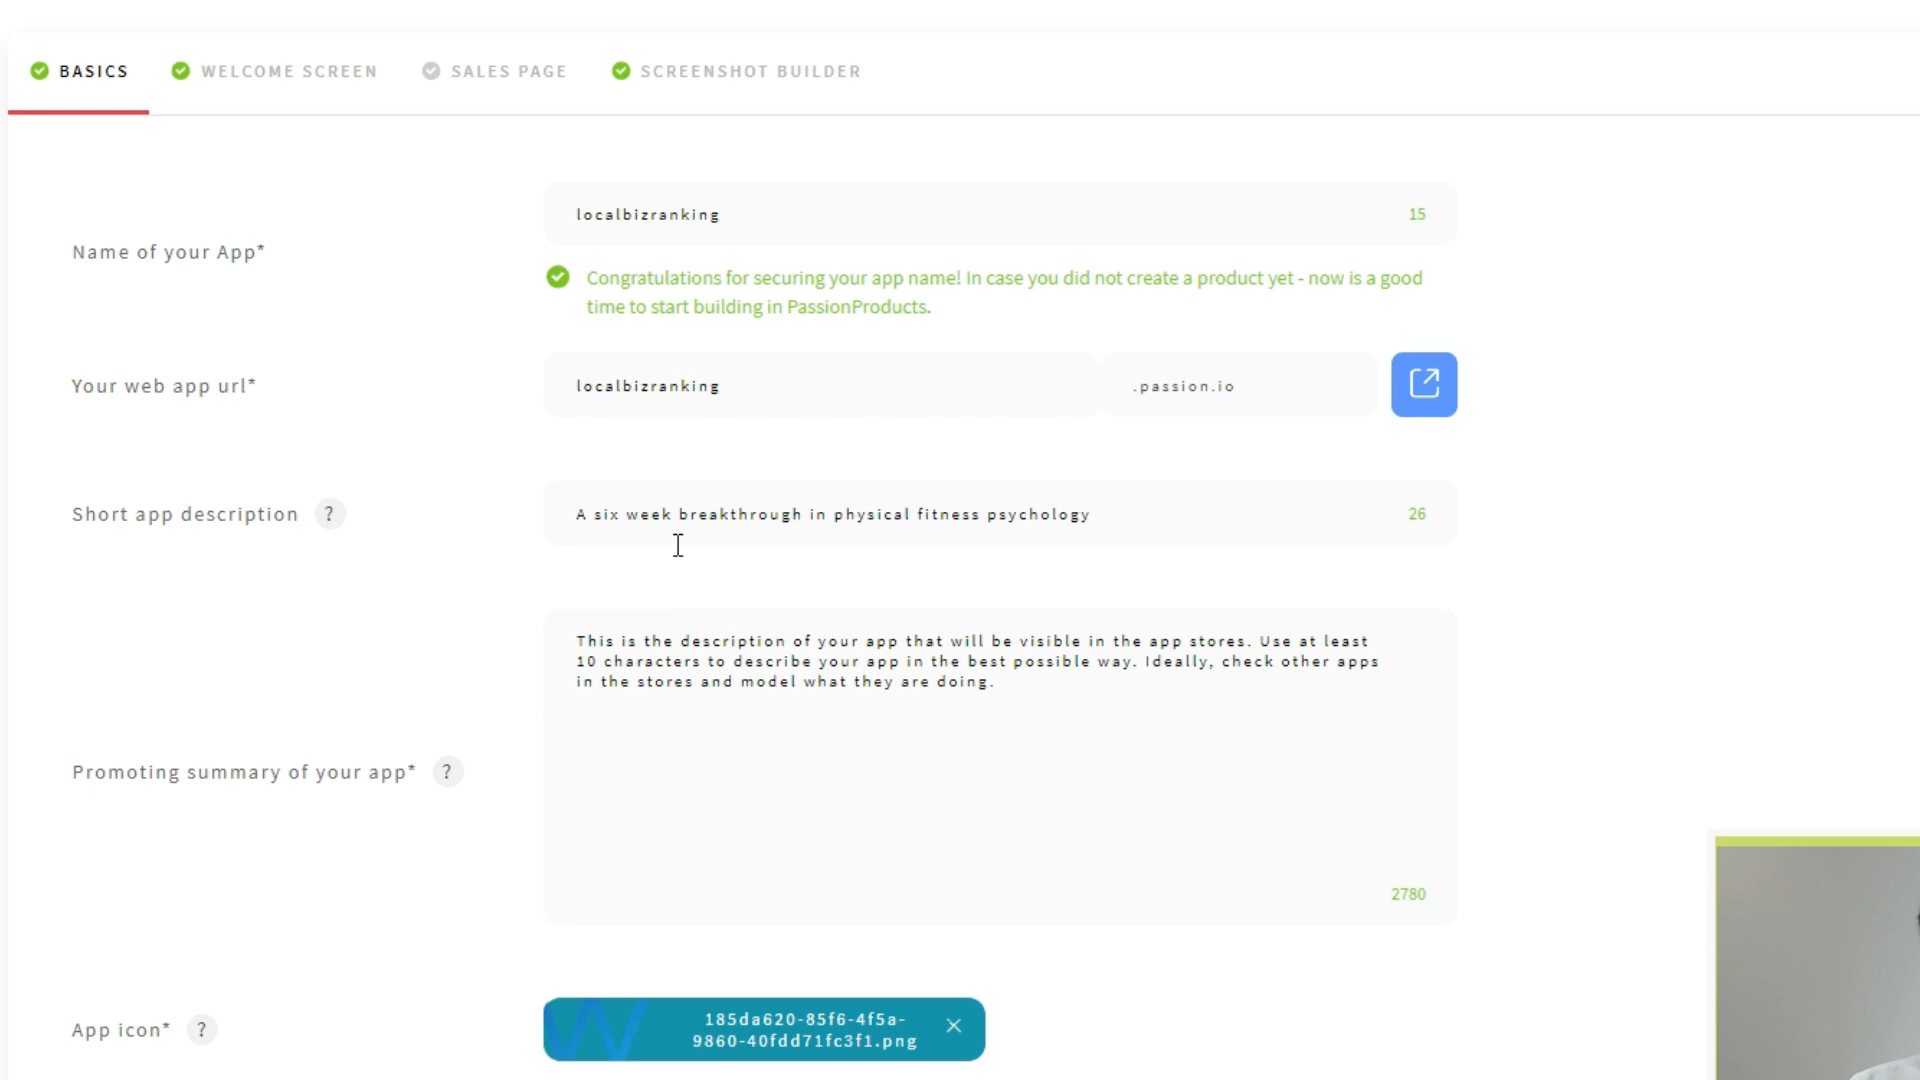 BASICS WELCOME SCREEN SALES PAGE SCREENSHOT BUILDER
localbizranking 15
Name of your App*
Congratulations for securing your app name! In case you did not create a product yet - now is a good
time to start building in PassionProducts.
Your web app url* localbizranking .passion.io
Short app description ? A six week breakthrough in physical fitness psychology 26
This is the description of your app that will be visible in the app stores. Use at least
10 characters to describe your app in the best possible way. Ideally, check other apps
in the stores and model what they are doing.
Promoting summary of your app* ?
2780
App icon* ? 185da620-85f6-4f5a-
9860-40fdd71fc3f1.png